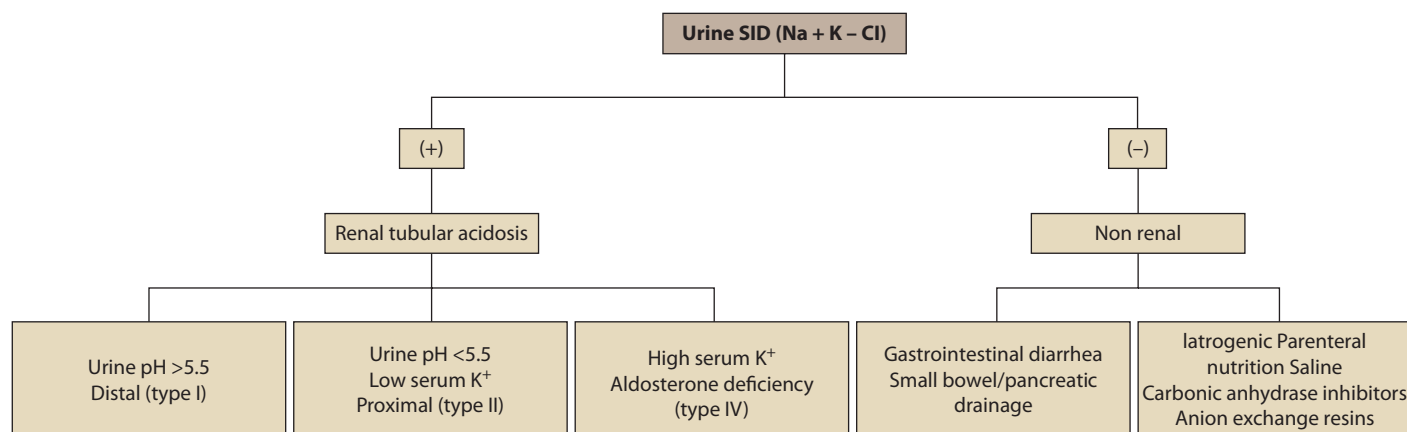 Urine SID (Na + K – Cl)
(+)
(–)
Renal tubular acidosis
Non renal
Urine pH >5.5
Distal (type I)
Urine pH <5.5
Low serum K⁺
Proximal (type II)
High serum K⁺
Aldosterone deficiency
(type IV)
Gastrointestinal diarrhea
Small bowel/pancreatic
drainage
Iatrogenic Parenteral
nutrition Saline
Carbonic anhydrase inhibitors
Anion exchange resins